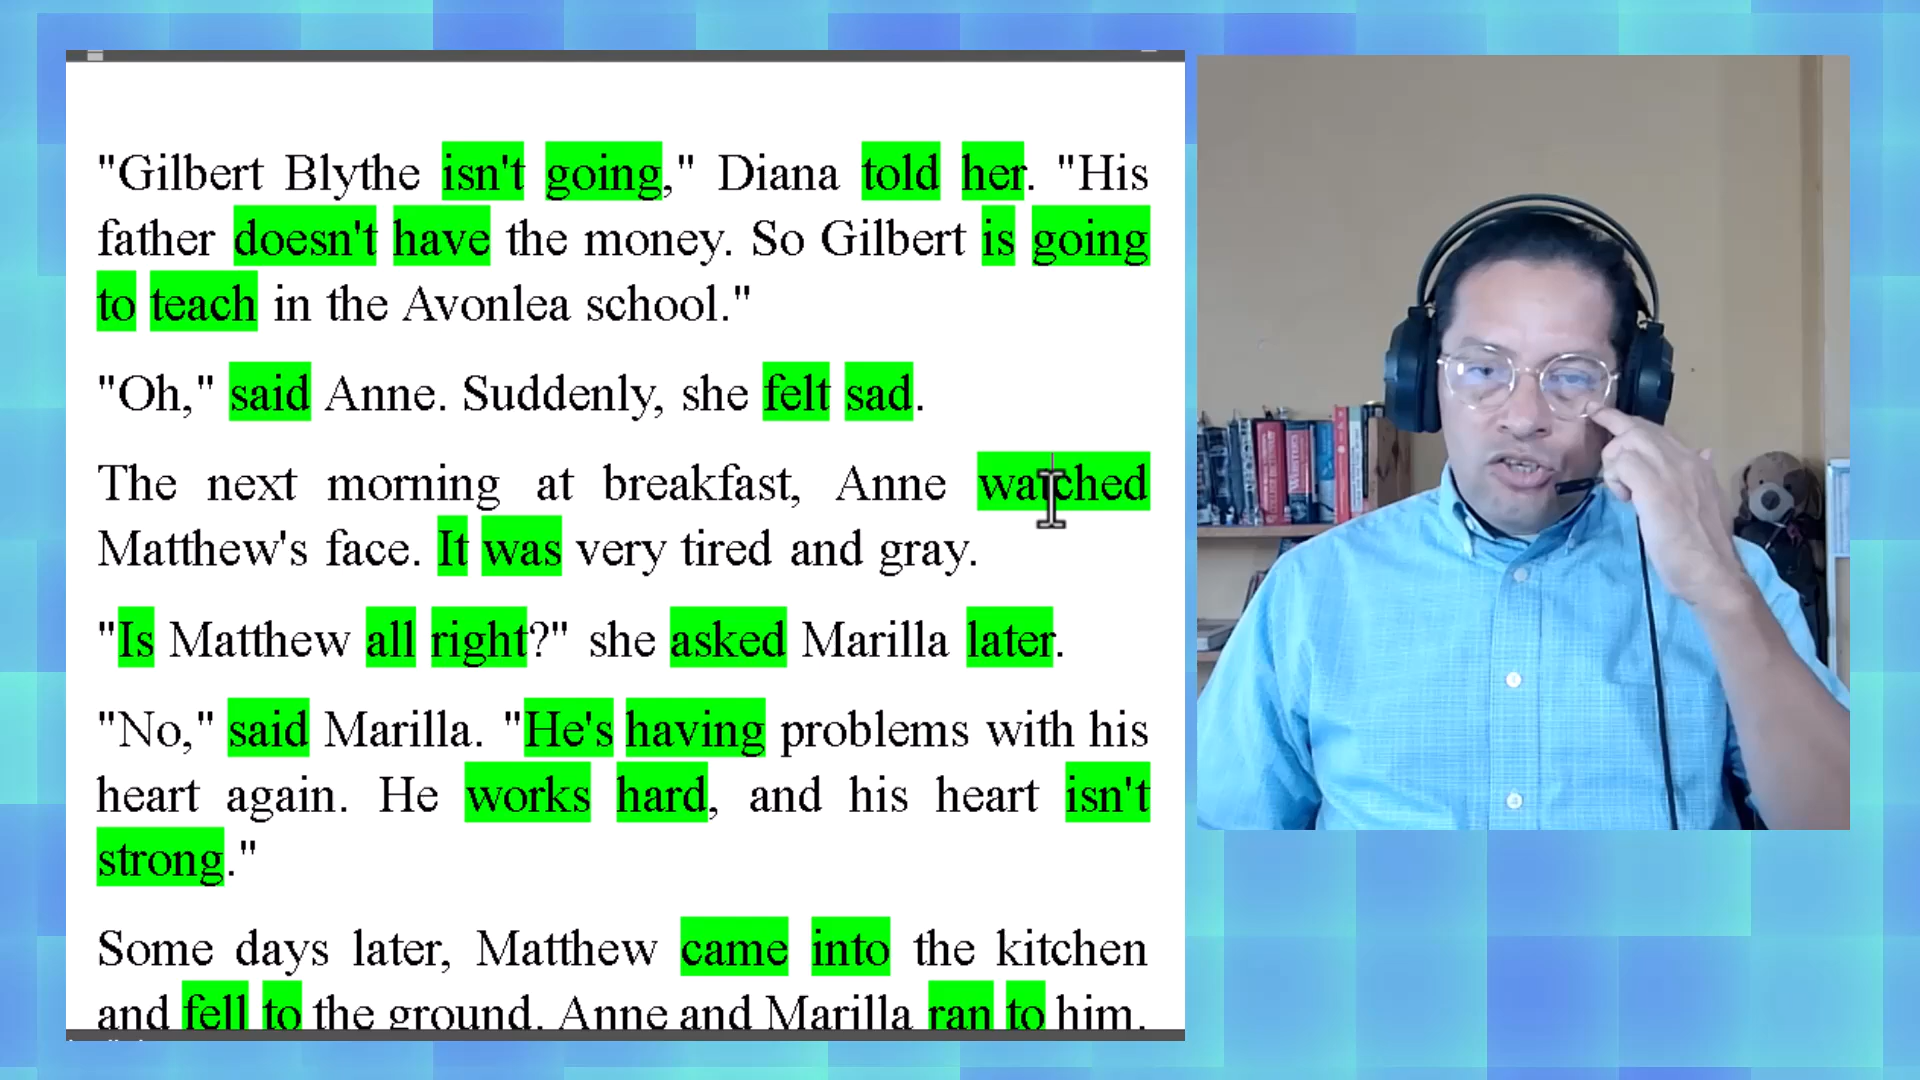 "Gilbert Blythe isn't going," Diana told her. "His
father doesn't have the money. So Gilbert is going
to teach in the Avonlea school."
"Oh," said Anne. Suddenly, she felt sad.
The next morning at breakfast, Anne watched
Matthew's face. It was very tired and gray.
"Is Matthew all right?" she asked Marilla later.
"No," said Marilla. "He's having problems with his
heart again. He works hard, and his heart isn't
strong."
Some days later, Matthew came into the kitchen
and fell to the ground. Anne and Marilla ran to him.
WEBSTER'S